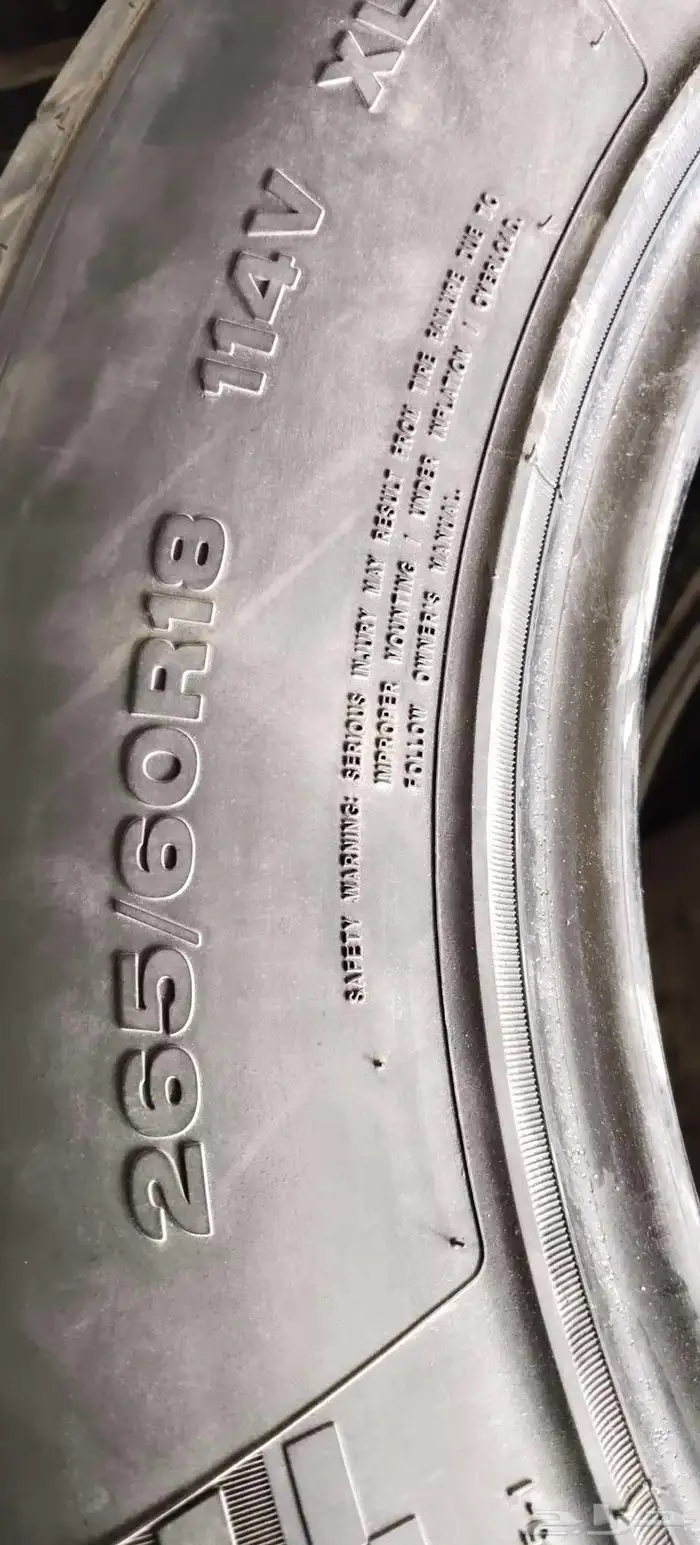 265/60R18 114V XL
SAFETY WARNING: SERIOUS INJURY MAY RESULT FROM TIRE FAILURE DUE TO
IMPROPER MOUNTING / UNDER INFLATION / OVERLOAD.
FOLLOW OWNER'S MANUAL.
حراج